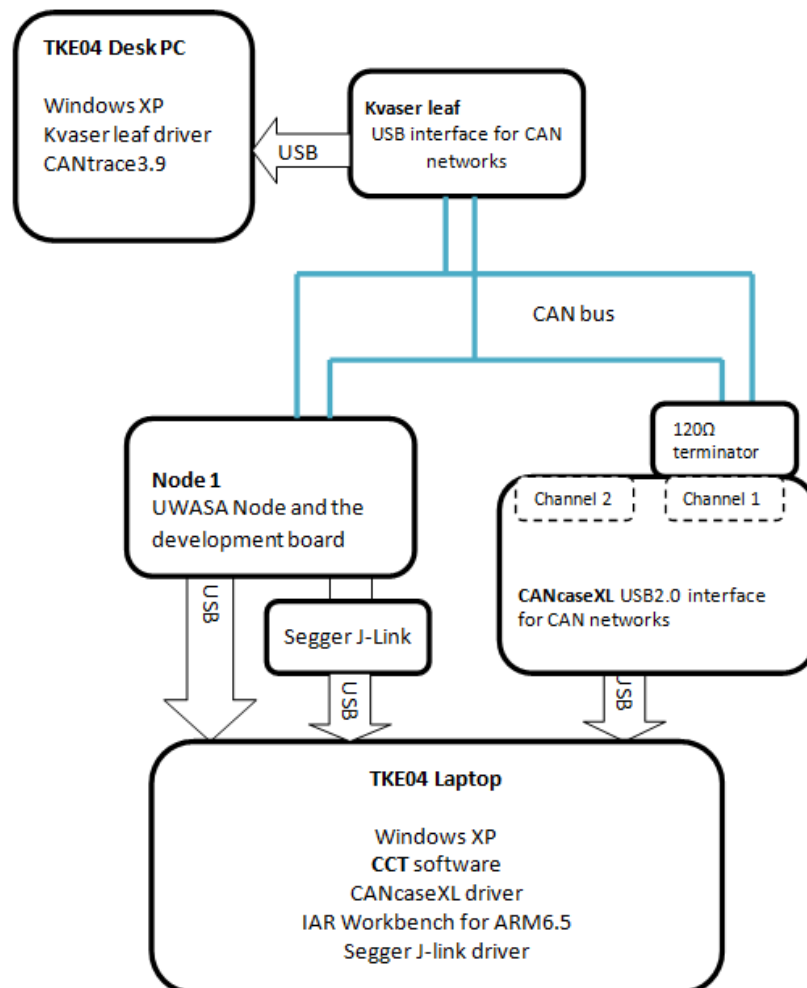 TKE04 Desk PC
Windows XP
Kvaser leaf driver
CANtrace3.9
USB
Kvaser leaf
USB interface for CAN
networks
CAN bus
120Ω
terminator
Channel 2
Channel 1
Node 1
UWASA Node and the
development board
CANcaseXL USB2.0 interface
for CAN networks
USB
Segger J-Link
USB
USB
TKE04 Laptop
Windows XP
CCT software
CANcaseXL driver
IAR Workbench for ARM6.5
Segger J-link driver